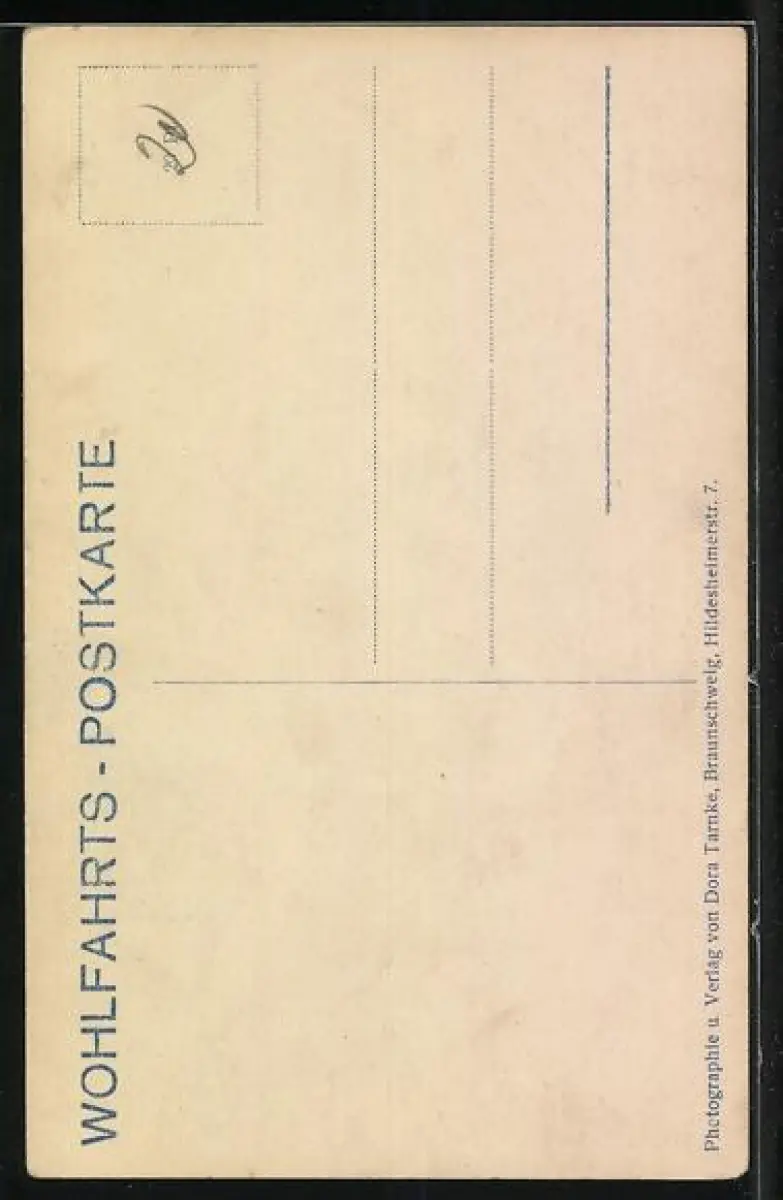 WOHLFAHRTS - POSTKARTE
Photographie u. Verlag von Dora Tarnke, Braunschweig, Hildesheimerstr. 7.